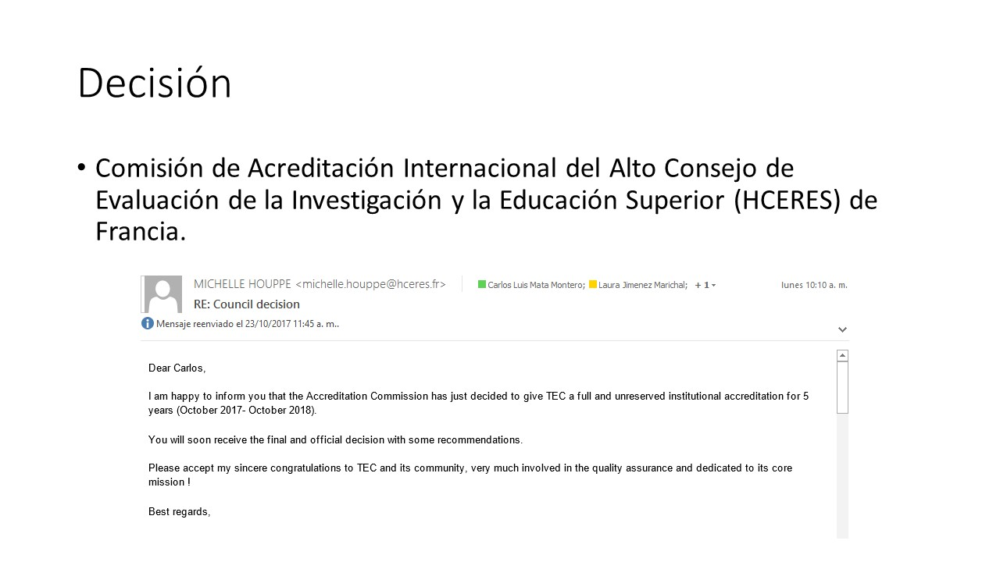 Decisión
• Comisión de Acreditación Internacional del Alto Consejo de
Evaluación de la Investigación y la Educación Superior (HCERES) de
Francia.
MICHELLE HOUPPE <michelle.houppe@hceres.fr> Carlos Luis Mata Montero; Laura Jimenez Marichal; + 1 lunes 10:10 a. m.
RE: Council decision
Mensaje reenviado el 23/10/2017 11:45 a. m..
Dear Carlos,
I am happy to inform you that the Accreditation Commission has just decided to give TEC a full and unreserved institutional accreditation for 5
years (October 2017- October 2018).
You will soon receive the final and official decision with some recommendations.
Please accept my sincere congratulations to TEC and its community, very much involved in the quality assurance and dedicated to its core
mission !
Best regards,